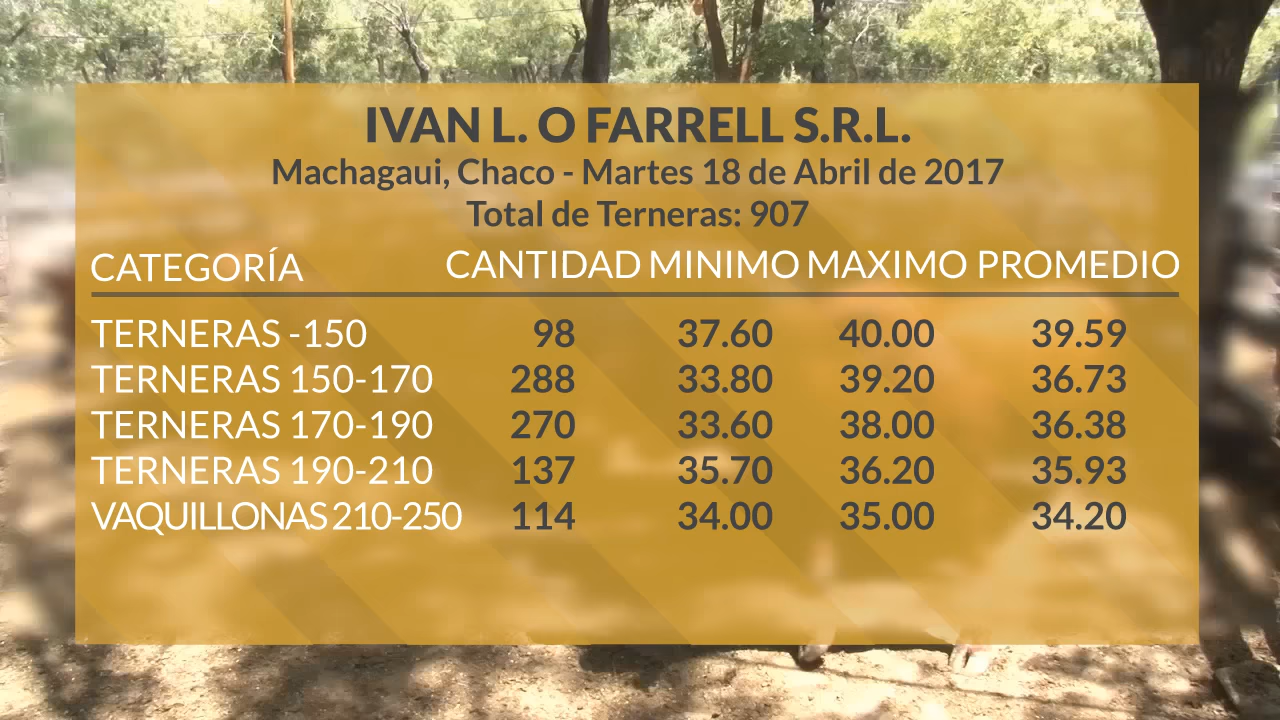 IVAN L. O FARRELL S.R.L.
Machagaui, Chaco - Martes 18 de Abril de 2017
Total de Terneras: 907
CATEGORÍA CANTIDAD MINIMO MAXIMO PROMEDIO
TERNERAS -150 98 37.60 40.00 39.59
TERNERAS 150-170 288 33.80 39.20 36.73
TERNERAS 170-190 270 33.60 38.00 36.38
TERNERAS 190-210 137 35.70 36.20 35.93
VAQUILLONAS 210-250 114 34.00 35.00 34.20